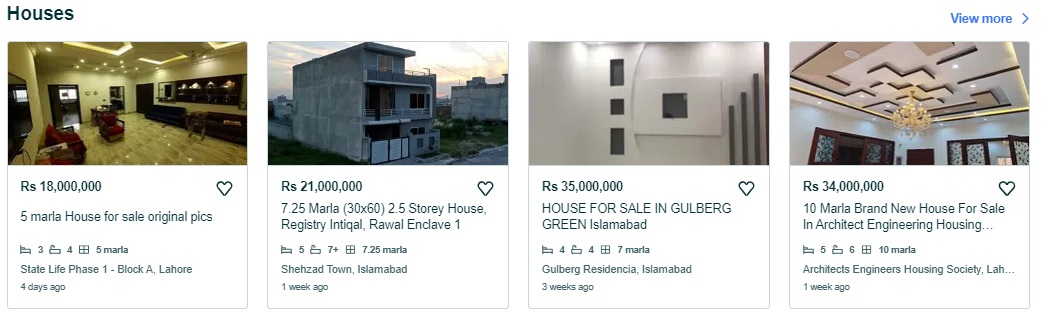 Houses
View more
Rs 18,000,000
5 marla House for sale original pics
3 4 5 marla
State Life Phase 1 - Block A, Lahore
4 days ago
Rs 21,000,000
7.25 Marla (30x60) 2.5 Storey House,
Registry Intiqal, Rawal Enclave 1
5 7+ 7.25 marla
Shehzad Town, Islamabad
1 week ago
Rs 35,000,000
HOUSE FOR SALE IN GULBERG
GREEN Islamabad
4 4 7 marla
Gulberg Residencia, Islamabad
3 weeks ago
Rs 34,000,000
10 Marla Brand New House For Sale
In Architect Engineering Housing…
5 6 10 marla
Architects Engineers Housing Society, Lah…
1 week ago